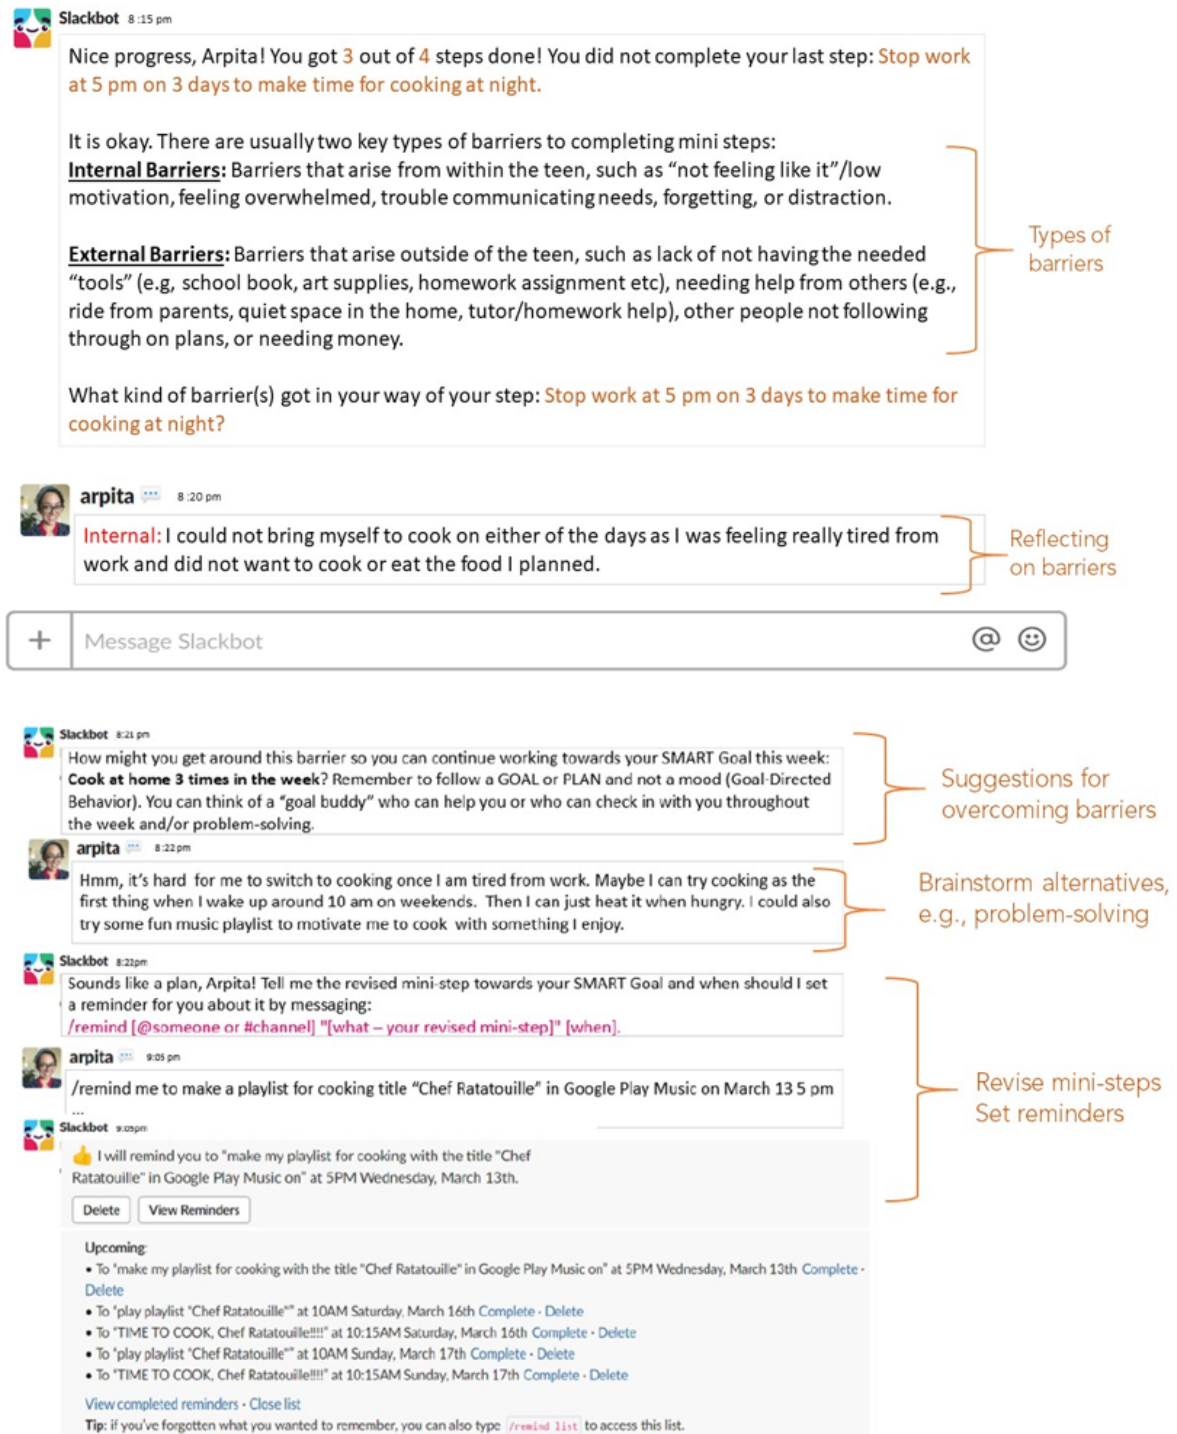 Slackbot 8:15 pm
Nice progress, Arpita! You got 3 out of 4 steps done! You did not complete your last step: Stop work
at 5 pm on 3 days to make time for cooking at night.
It is okay. There are usually two key types of barriers to completing mini steps:
Internal Barriers: Barriers that arise from within the teen, such as “not feeling like it”/low
motivation, feeling overwhelmed, trouble communicating needs, forgetting, or distraction.
External Barriers: Barriers that arise outside of the teen, such as lack of not having the needed
“tools” (e.g, school book, art supplies, homework assignment etc), needing help from others (e.g.,
ride from parents, quiet space in the home, tutor/homework help), other people not following
through on plans, or needing money.
Types of
barriers
What kind of barrier(s) got in your way of your step: Stop work at 5 pm on 3 days to make time for
cooking at night?
arpita 8:20 pm
Internal: I could not bring myself to cook on either of the days as I was feeling really tired from
work and did not want to cook or eat the food I planned.
Reflecting
on barriers
+ Message Slackbot @
Slackbot 8:21 pm
How might you get around this barrier so you can continue working towards your SMART Goal this week:
Cook at home 3 times in the week? Remember to follow a GOAL or PLAN and not a mood (Goal-Directed
Behavior). You can think of a “goal buddy” who can help you or who can check in with you throughout
the week and/or problem-solving.
Suggestions for
overcoming barriers
arpita 8:22 pm
Hmm, it’s hard for me to switch to cooking once I am tired from work. Maybe I can try cooking as the
first thing when I wake up around 10 am on weekends. Then I can just heat it when hungry. I could also
try some fun music playlist to motivate me to cook with something I enjoy.
Brainstorm alternatives,
e.g., problem-solving
Slackbot 8:22pm
Sounds like a plan, Arpita! Tell me the revised mini-step towards your SMART Goal and when should I set
a reminder for you about it by messaging:
/remind [@someone or #channel] "[what – your revised mini-step]" [when].
arpita 9:05 pm
/remind me to make a playlist for cooking title “Chef Ratatouille” in Google Play Music on March 13 5 pm
...
Revise mini-steps
Set reminders
Slackbot 9:05pm
👍 I will remind you to “make my playlist for cooking with the title "Chef
Ratatouille" in Google Play Music on” at 5PM Wednesday, March 13th.
Delete View Reminders
Upcoming:
• To “make my playlist for cooking with the title "Chef Ratatouille" in Google Play Music on” at 5PM Wednesday, March 13th Complete ·
Delete
• To “play playlist "Chef Ratatouille"” at 10AM Saturday, March 16th Complete · Delete
• To “TIME TO COOK, Chef Ratatouille!!!!” at 10:15AM Saturday, March 16th Complete · Delete
• To “play playlist "Chef Ratatouille"” at 10AM Sunday, March 17th Complete · Delete
• To “TIME TO COOK, Chef Ratatouille!!!!” at 10:15AM Sunday, March 17th Complete · Delete
View completed reminders · Close list
Tip: if you’ve forgotten what you wanted to remember, you can also type /remind list to access this list.